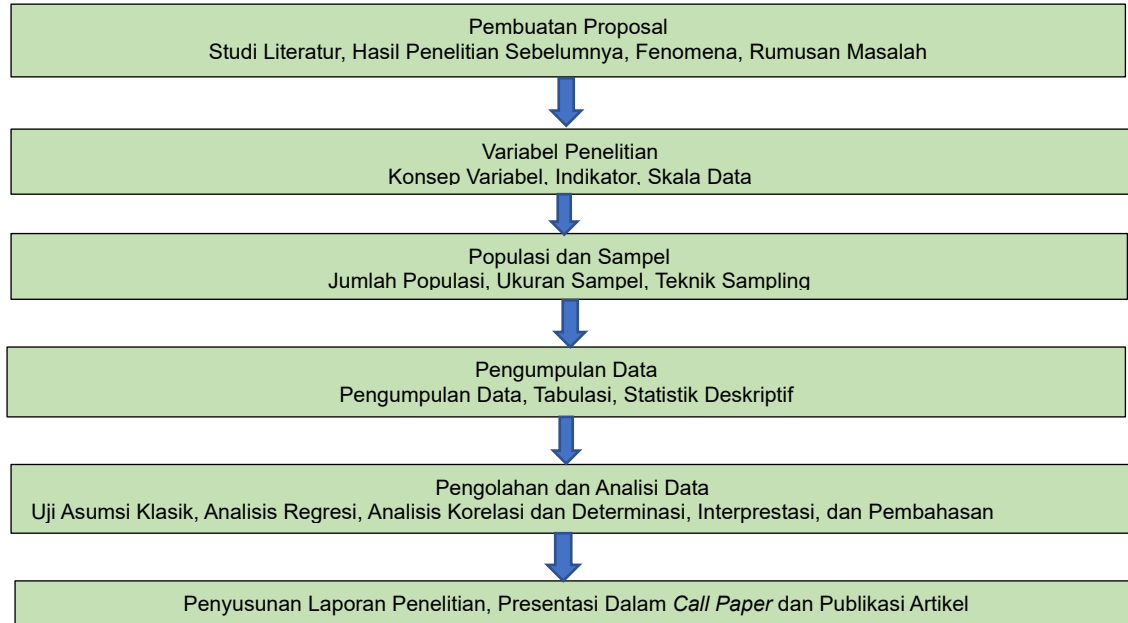 Pembuatan Proposal
Studi Literatur, Hasil Penelitian Sebelumnya, Fenomena, Rumusan Masalah
Variabel Penelitian
Konsep Variabel, Indikator, Skala Data
Populasi dan Sampel
Jumlah Populasi, Ukuran Sampel, Teknik Sampling
Pengumpulan Data
Pengumpulan Data, Tabulasi, Statistik Deskriptif
Pengolahan dan Analisi Data
Uji Asumsi Klasik, Analisis Regresi, Analisis Korelasi dan Determinasi, Interprestasi, dan Pembahasan
Penyusunan Laporan Penelitian, Presentasi Dalam Call Paper dan Publikasi Artikel